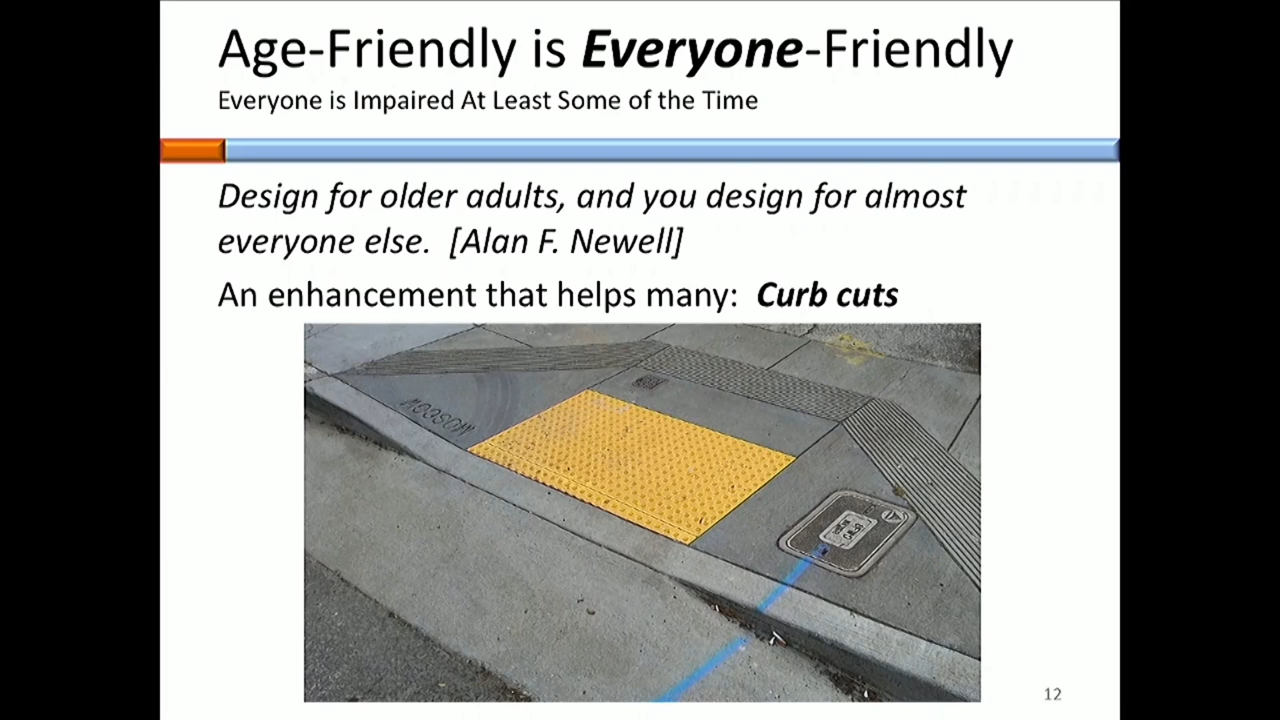 Age-Friendly is Everyone-Friendly
Everyone is Impaired At Least Some of the Time
Design for older adults, and you design for almost
everyone else. [Alan F. Newell]
An enhancement that helps many: Curb cuts
MOSCOW
12